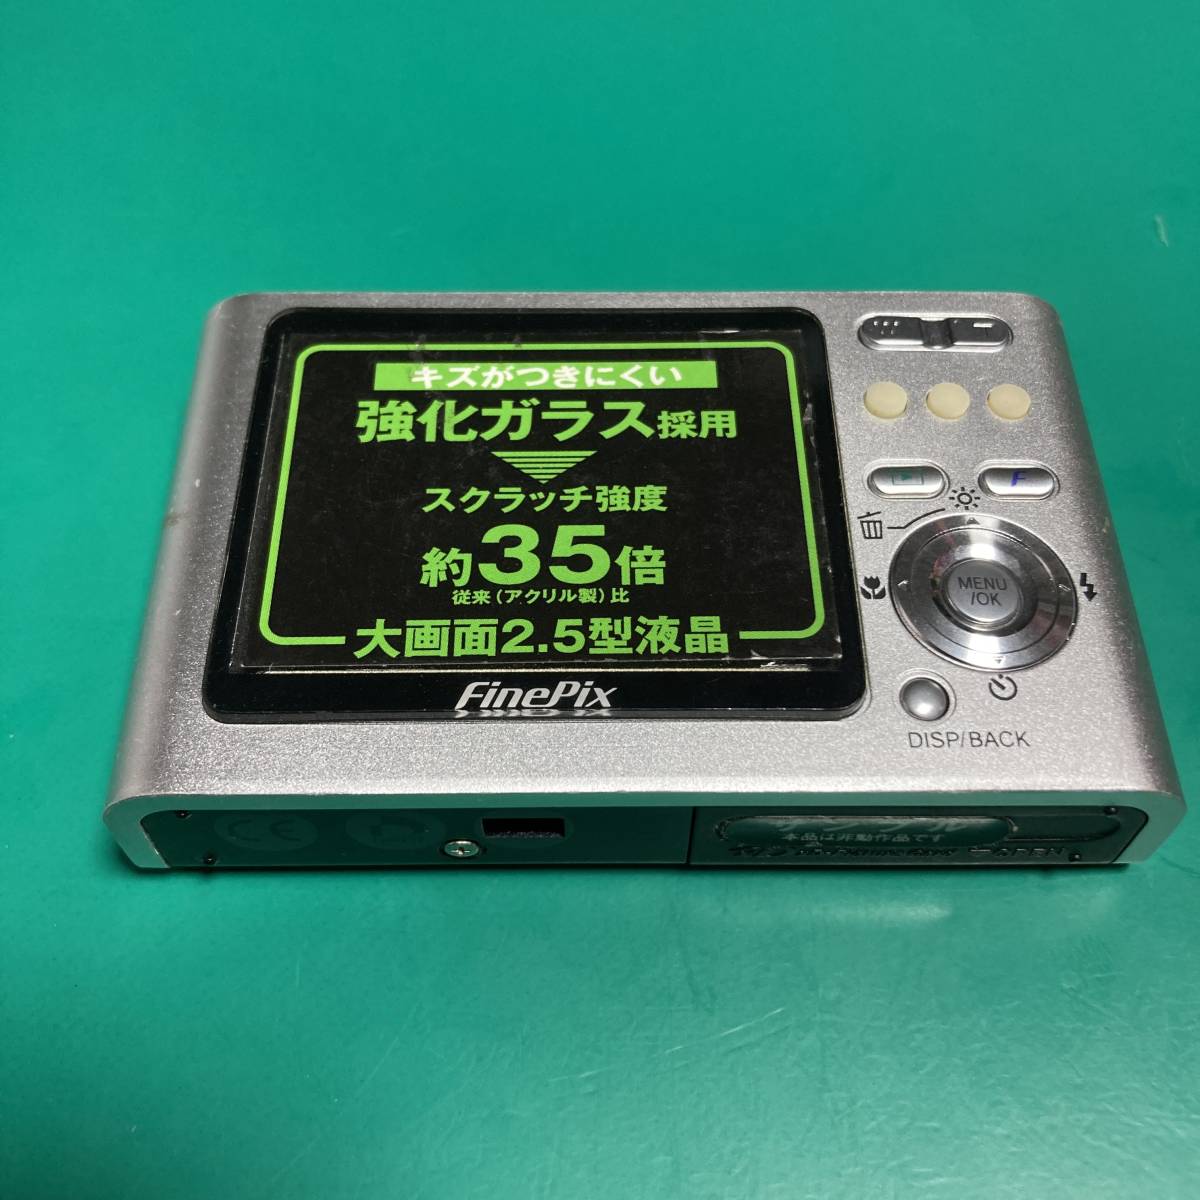 キズがつきにくい
強化ガラス採用
スクラッチ強度
約35倍
従来(アクリル製)比
大画面2.5型液晶
FinePix
F
MENU
/OK
DISP/BACK
CE
本品は非動作品です
OPEN